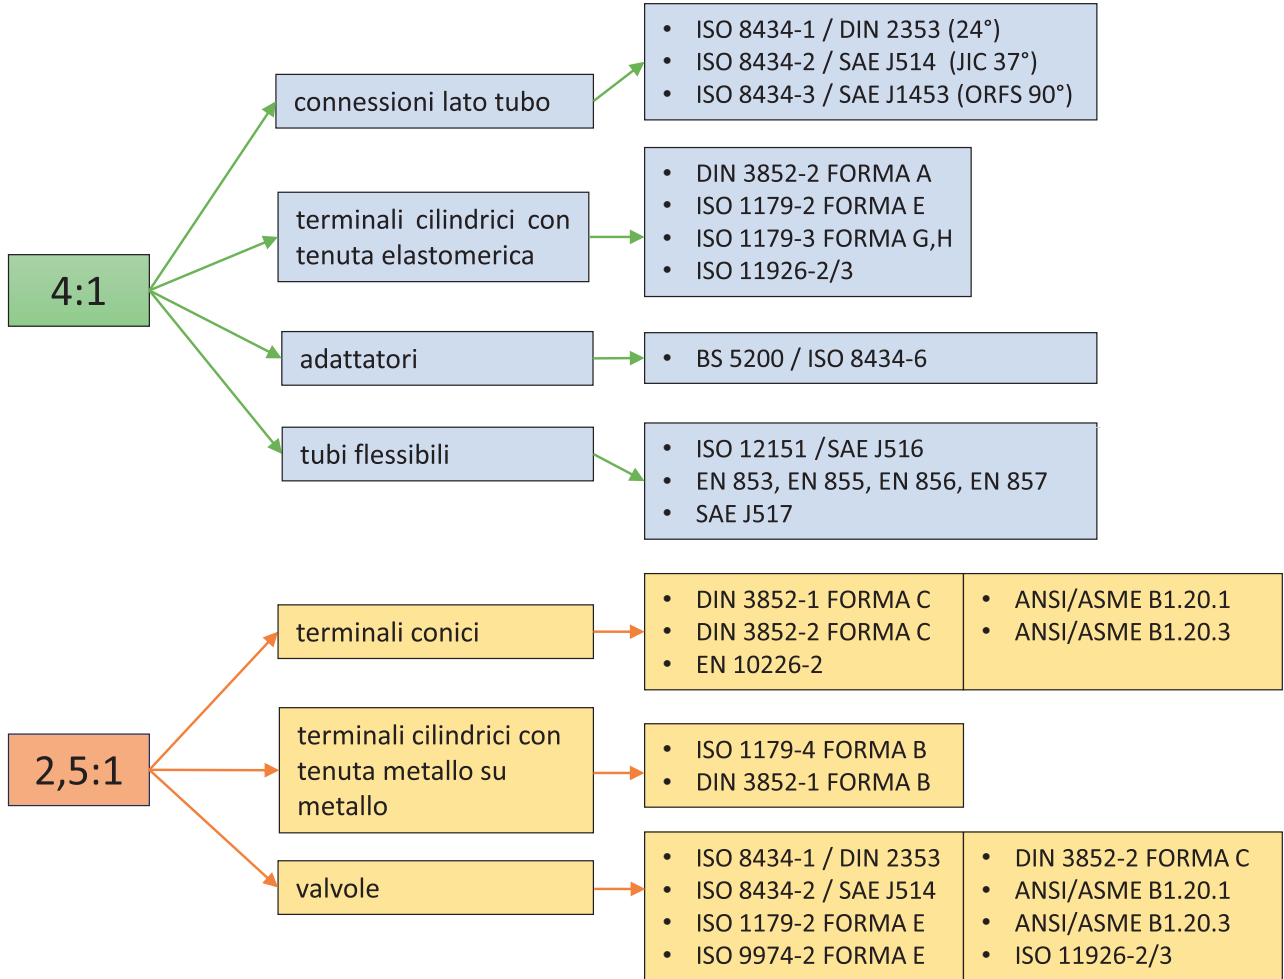 4:1
connessioni lato tubo
• ISO 8434-1 / DIN 2353 (24°)
• ISO 8434-2 / SAE J514 (JIC 37°)
• ISO 8434-3 / SAE J1453 (ORFS 90°)
terminali cilindrici con
tenuta elastomerica
• DIN 3852-2 FORMA A
• ISO 1179-2 FORMA E
• ISO 1179-3 FORMA G,H
• ISO 11926-2/3
adattatori
• BS 5200 / ISO 8434-6
tubi flessibili
• ISO 12151 /SAE J516
• EN 853, EN 855, EN 856, EN 857
• SAE J517
2,5:1
terminali conici
• DIN 3852-1 FORMA C
• DIN 3852-2 FORMA C
• EN 10226-2
• ANSI/ASME B1.20.1
• ANSI/ASME B1.20.3
terminali cilindrici con
tenuta metallo su
metallo
• ISO 1179-4 FORMA B
• DIN 3852-1 FORMA B
valvole
• ISO 8434-1 / DIN 2353
• ISO 8434-2 / SAE J514
• ISO 1179-2 FORMA E
• ISO 9974-2 FORMA E
• DIN 3852-2 FORMA C
• ANSI/ASME B1.20.1
• ANSI/ASME B1.20.3
• ISO 11926-2/3